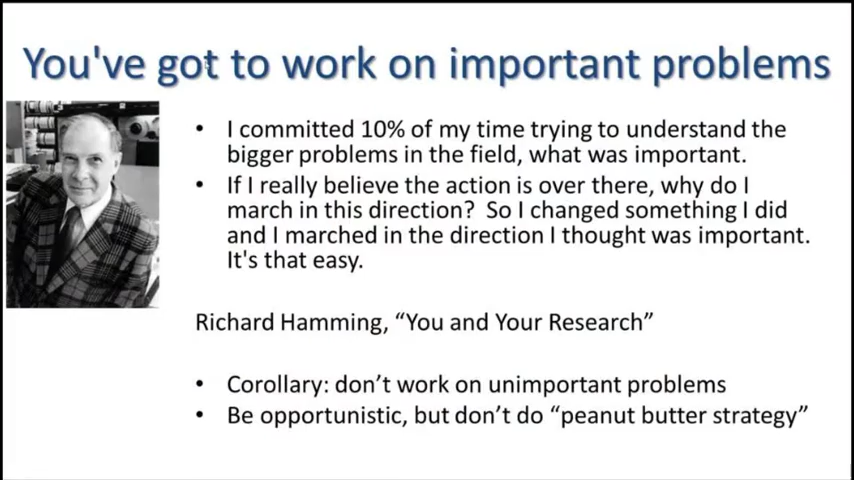 You've got to work on important problems
• I committed 10% of my time trying to understand the
bigger problems in the field, what was important.
• If I really believe the action is over there, why do I
march in this direction?  So I changed something I did
and I marched in the direction I thought was important.
It's that easy.
Richard Hamming, “You and Your Research”
• Corollary: don’t work on unimportant problems
• Be opportunistic, but don’t do “peanut butter strategy”